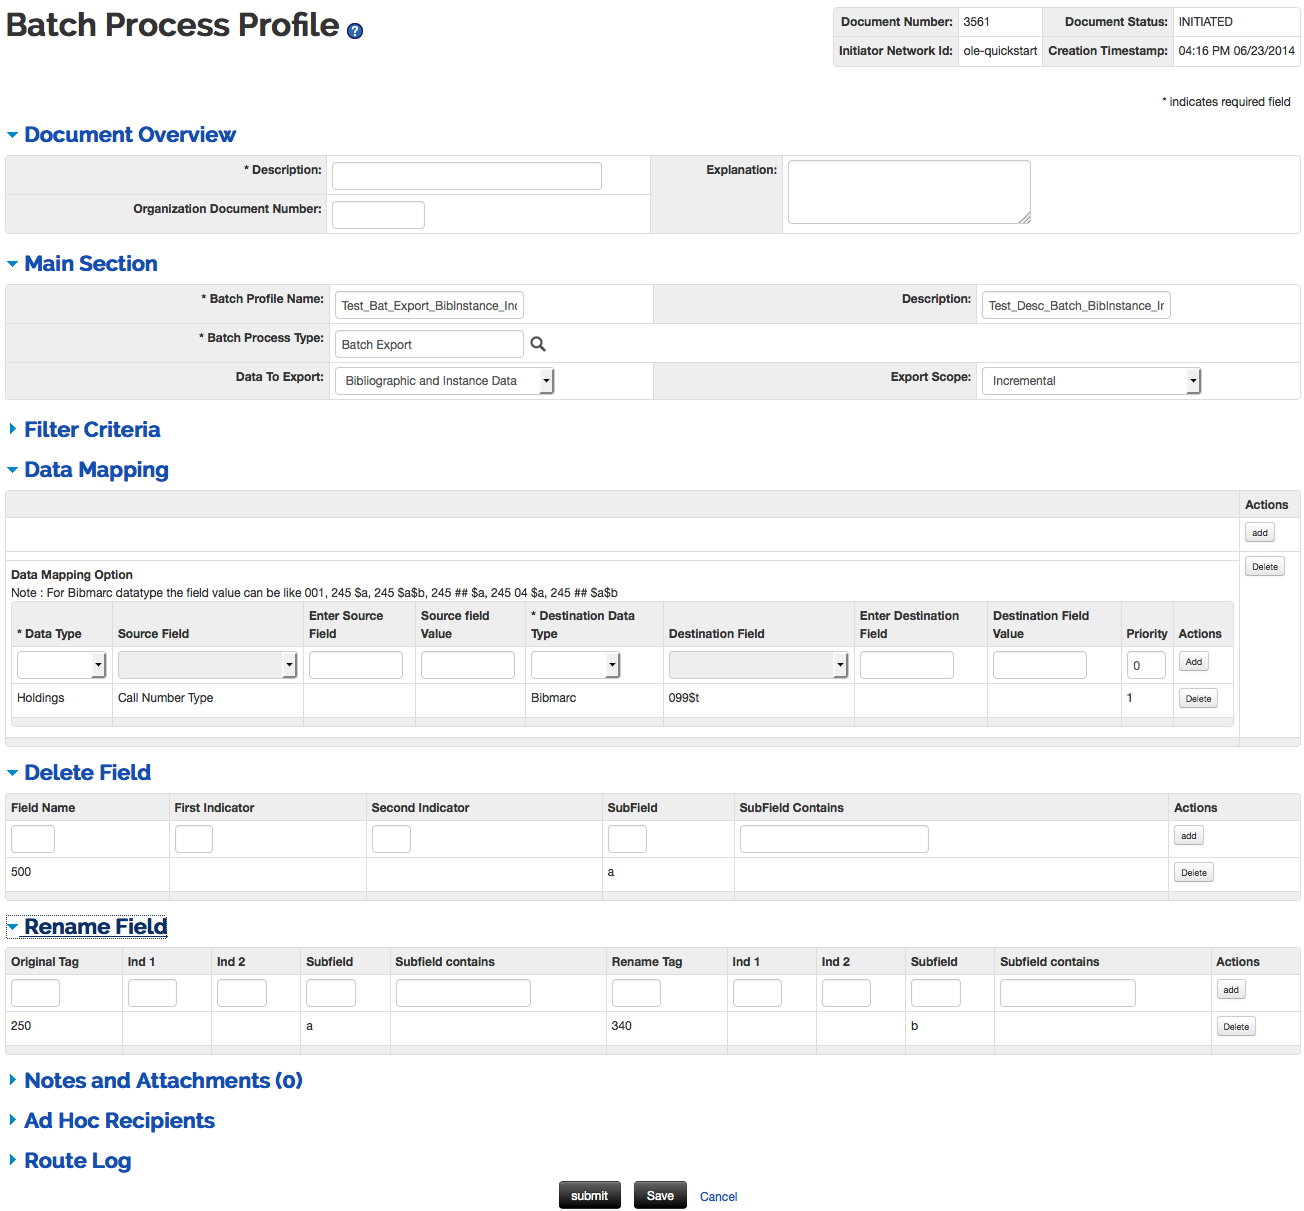 Batch Process Profile ?
Document Number: 3561 Document Status: INITIATED
Initiator Network Id: ole-quickstart Creation Timestamp: 04:16 PM 06/23/2014
* indicates required field
Document Overview
* Description: Explanation:
Organization Document Number:
Main Section
* Batch Profile Name: Test_Bat_Export_BibInstance_Inc Description: Test_Desc_Batch_BibInstance_Ir
* Batch Process Type: Batch Export
Data To Export: Bibliographic and Instance Data Export Scope: Incremental
Filter Criteria
Data Mapping
Actions
add
Delete
Data Mapping Option
Note : For Bibmarc datatype the field value can be like 001, 245 $a, 245 $a$b, 245 ## $a, 245 04 $a, 245 ## $a$b
* Data Type Source Field Enter Source Field Source field Value * Destination Data Type Destination Field Enter Destination Field Destination Field Value Priority Actions
0 Add
Holdings Call Number Type Bibmarc 099$t 1 Delete
Delete Field
Field Name First Indicator Second Indicator SubField SubField Contains Actions
add
500 a Delete
Rename Field
Original Tag Ind 1 Ind 2 Subfield Subfield contains Rename Tag Ind 1 Ind 2 Subfield Subfield contains Actions
add
250 a 340 b Delete
Notes and Attachments (0)
Ad Hoc Recipients
Route Log
submit Save Cancel